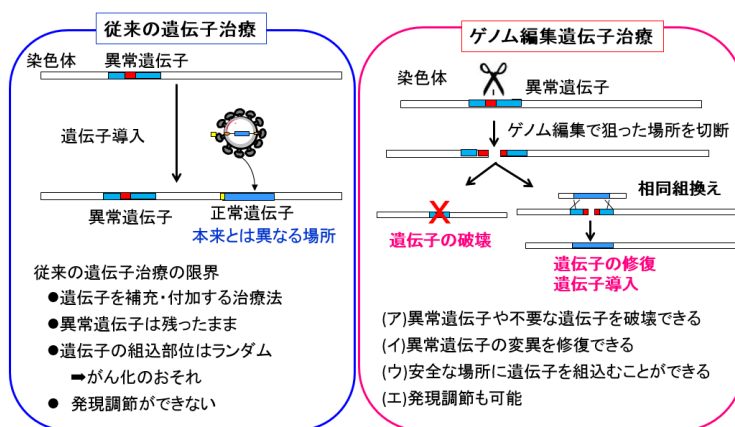 従来の遺伝子治療
染色体
異常遺伝子
遺伝子導入
異常遺伝子
正常遺伝子
本来とは異なる場所
従来の遺伝子治療の限界
●遺伝子を補充・付加する治療法
●異常遺伝子は残ったまま
●遺伝子の組込部位はランダム
➡がん化のおそれ
● 発現調節ができない
ゲノム編集遺伝子治療
染色体
異常遺伝子
ゲノム編集で狙った場所を切断
相同組換え
遺伝子の破壊
遺伝子の修復
遺伝子導入
(ア)異常遺伝子や不要な遺伝子を破壊できる
(イ)異常遺伝子の変異を修復できる
(ウ)安全な場所に遺伝子を組込むことができる
(エ)発現調節も可能